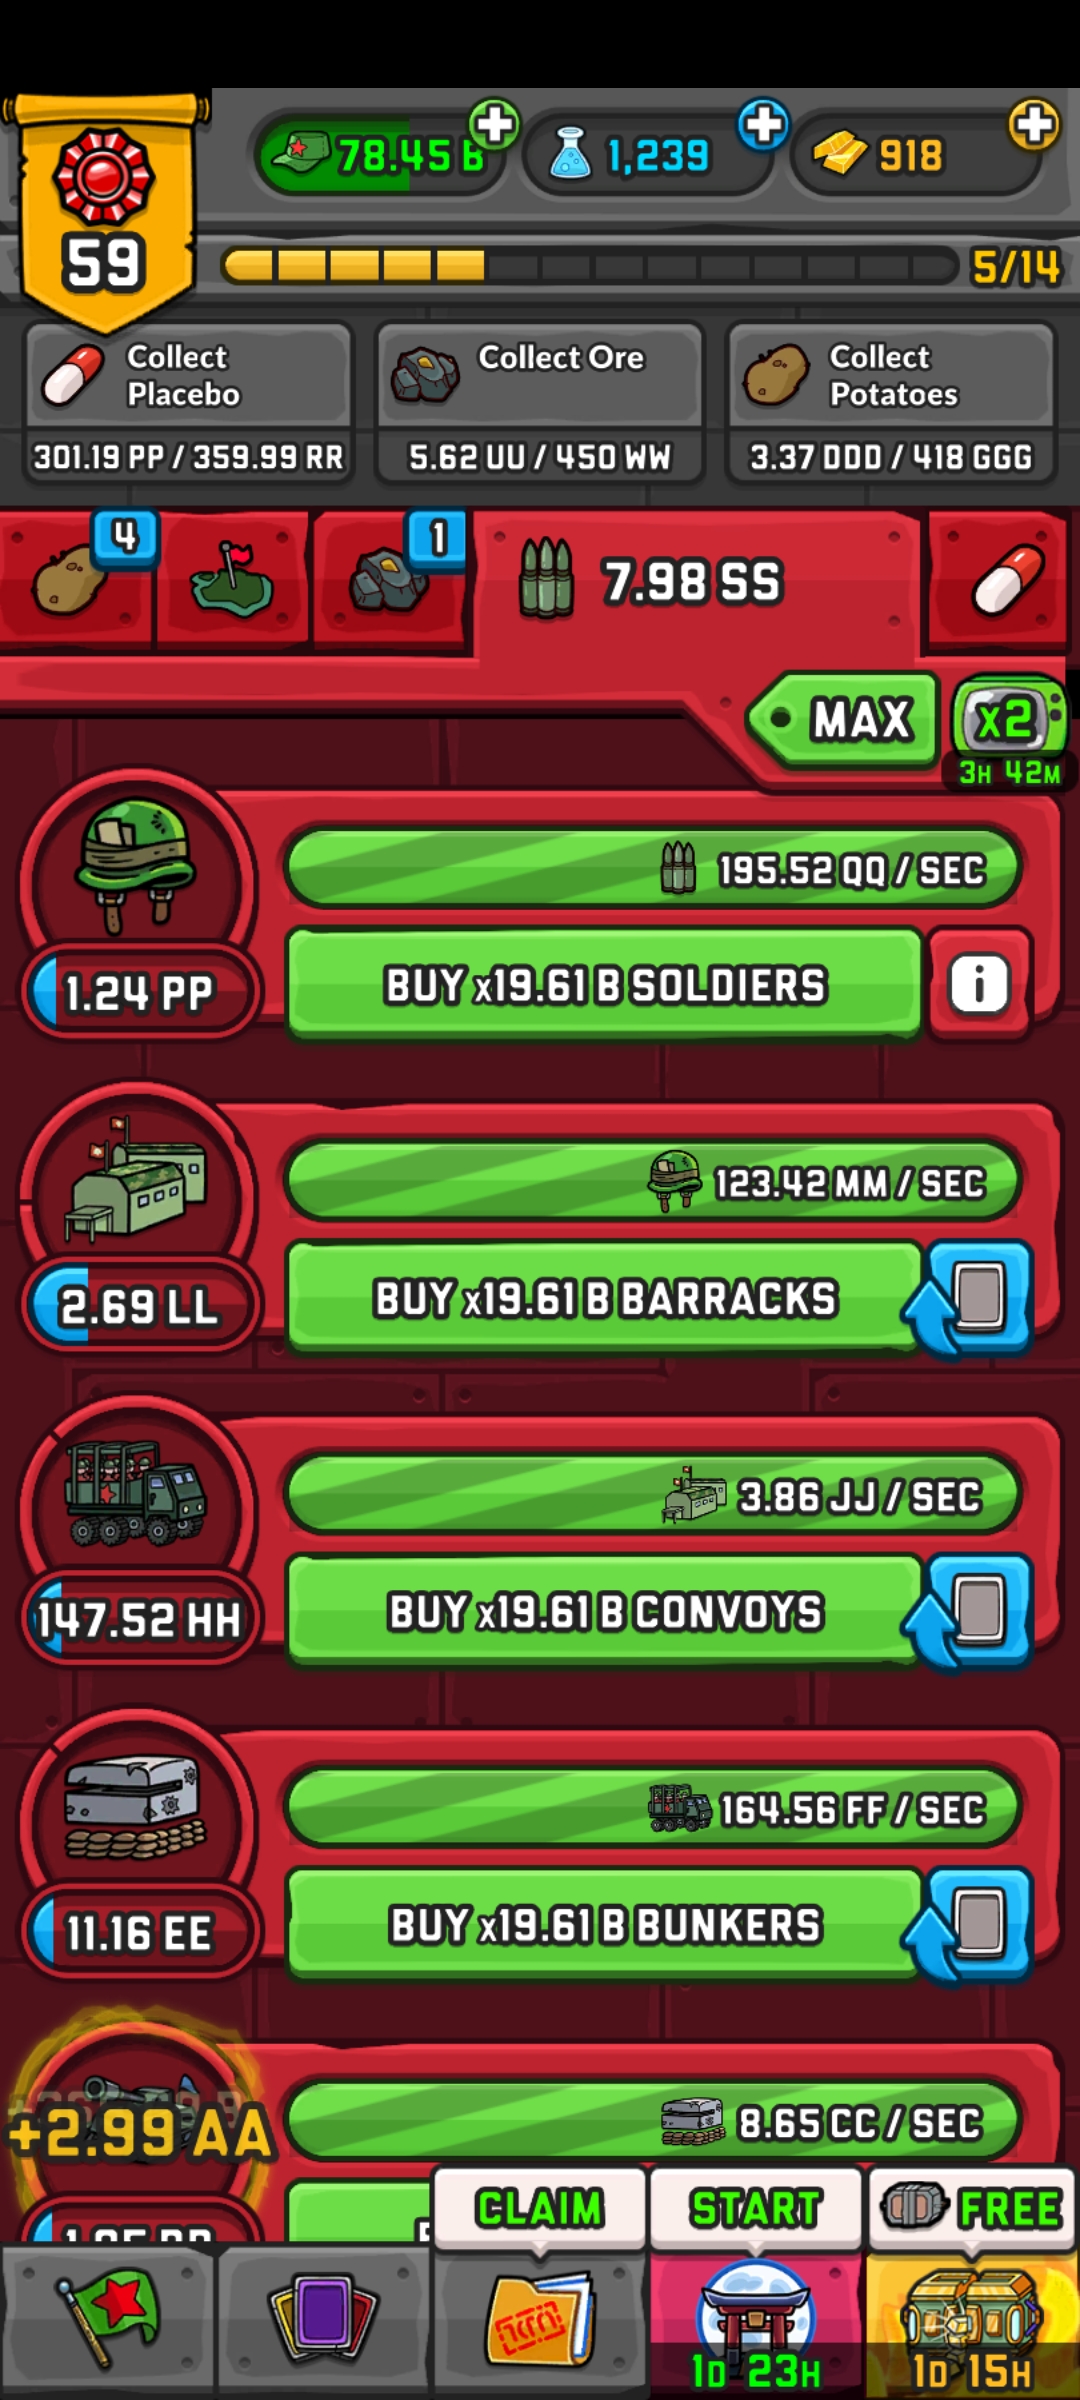 59
78.45 B
1,239
918
5/14
Collect Placebo
301.19 PP / 359.99 RR
Collect Ore
5.62 UU / 450 WW
Collect Potatoes
3.37 DDD / 418 GGG
4
1
7.98 SS
MAX
x2
3H 42M
195.52 QQ / SEC
1.24 PP
BUY x19.61 B SOLDIERS
i
123.42 MM / SEC
2.69 LL
BUY x19.61 B BARRACKS
3.86 JJ / SEC
147.52 HH
BUY x19.61 B CONVOYS
164.56 FF / SEC
11.16 EE
BUY x19.61 B BUNKERS
+2.99 AA
8.65 CC / SEC
CLAIM
START
FREE
1D 23H
1D 15H